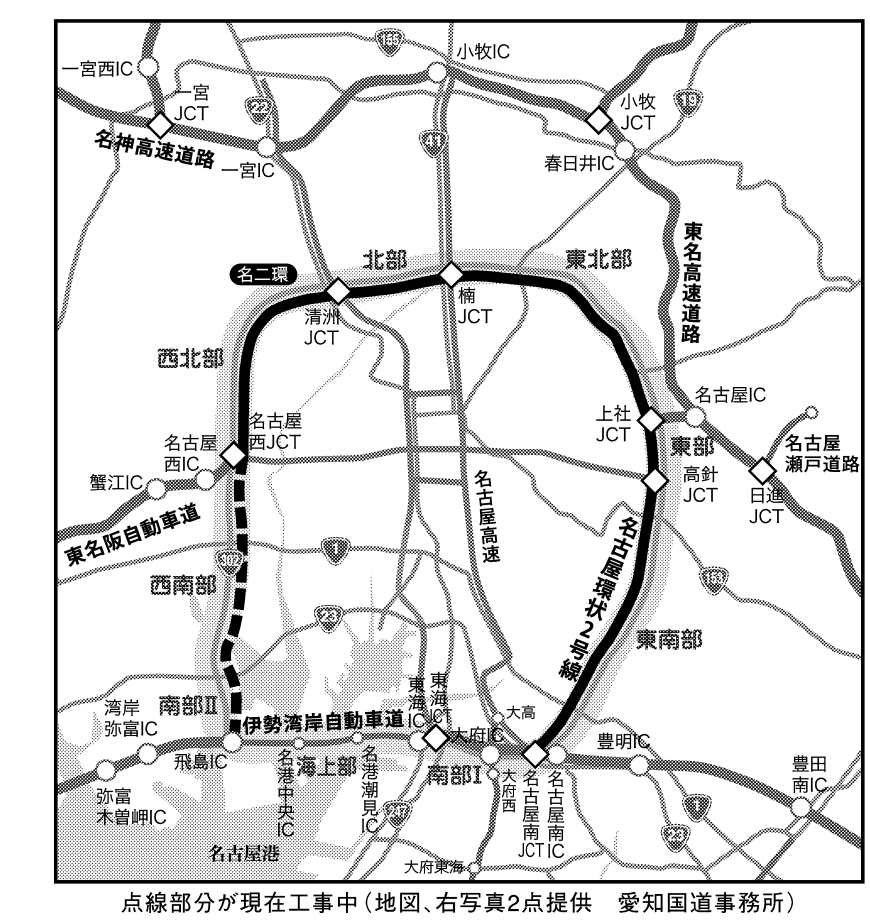 155
小牧IC
一宮西IC
一宮
JCT
22
19
小牧
JCT
41
名神高速道路
一宮IC
春日井IC
東名高速道路
北部
東北部
名二環
清洲
JCT
楠
JCT
西北部
名古屋IC
上社
JCT
名古屋
西JCT
名古屋
西IC
東部
名古屋
瀬戸道路
高針
JCT
日進
JCT
蟹江IC
東名阪自動車道
名古屋高速
名古屋環状2号線
1
302
西南部
153
23
東南部
東海IC
東海JCT
南部Ⅱ
湾岸
弥富IC
伊勢湾岸自動車道
大高
大府IC
豊明IC
飛島IC
名港中央IC
海上部
名港潮見IC
南部Ⅰ
大府西
名古屋南JCT
名古屋南IC
豊田
南IC
弥富
木曽岬IC
247
1
23
名古屋港
大府東海
点線部分が現在工事中（地図、右写真2点提供　愛知国道事務所）